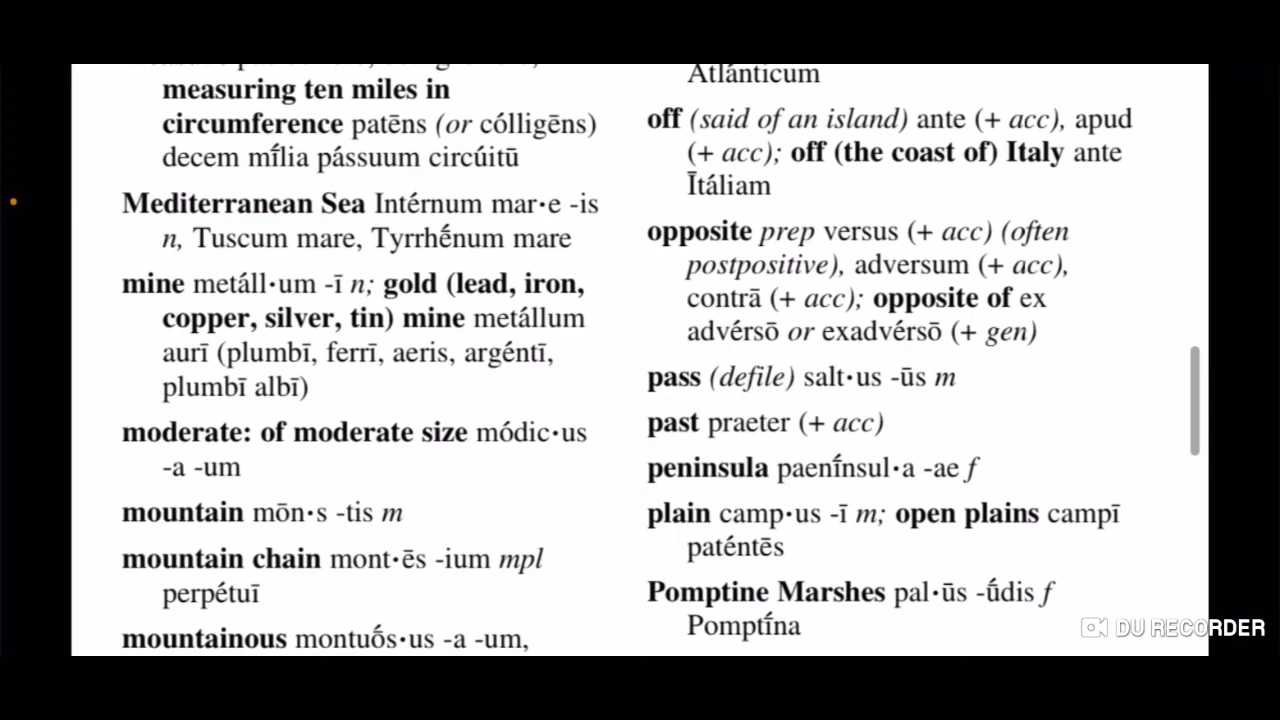 measuring ten miles in
circumference patēns (or cólligēns)
decem mī́lia pássuum circúitū
Mediterranean Sea Intérnum mar•e -is
n, Tuscum mare, Tyrrhḗnum mare
mine metáll•um -ī n; gold (lead, iron,
copper, silver, tin) mine metállum
aurī (plumbī, ferrī, aeris, argéntī,
plumbī albī)
moderate: of moderate size módic•us
-a -um
mountain mōn•s -tis m
mountain chain mont•ēs -ium mpl
perpétuī
mountainous montuṓs•us -a -um,
Atlánticum
off (said of an island) ante (+ acc), apud
(+ acc); off (the coast of) Italy ante
Ītáliam
opposite prep versus (+ acc) (often
postpositive), adversum (+ acc),
contrā (+ acc); opposite of ex
advérsō or exadvérsō (+ gen)
pass (defile) salt•us -ūs m
past praeter (+ acc)
peninsula paenī́nsul•a -ae f
plain camp•us -ī m; open plains campī
paténtēs
Pomptine Marshes pal•ūs -ū́dis f
Pomptī́na
DU RECORDER